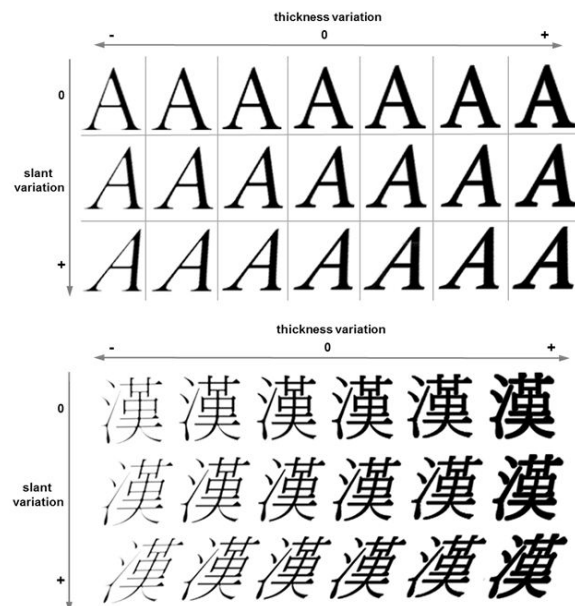 thickness variation
- 0 +
0 A A A A A A A
slant
variation A A A A A A A
+ A A A A A A A
thickness variation
- 0 +
0 漢 漢 漢 漢 漢 漢
slant
variation 漢 漢 漢 漢 漢 漢
+ 漢 漢 漢 漢 漢 漢